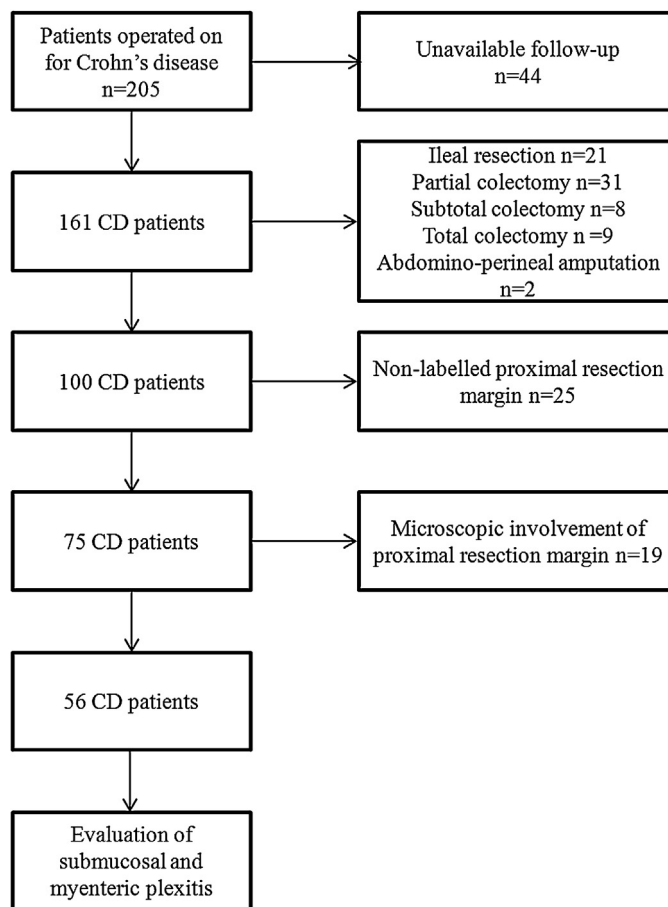 Patients operated on
for Crohn's disease
n=205
Unavailable follow-up
n=44
161 CD patients
Ileal resection n=21
Partial colectomy n=31
Subtotal colectomy n=8
Total colectomy n =9
Abdomino-perineal amputation
n=2
100 CD patients
Non-labelled proximal resection
margin n=25
75 CD patients
Microscopic involvement of
proximal resection margin n=19
56 CD patients
Evaluation of
submucosal and
myenteric plexitis